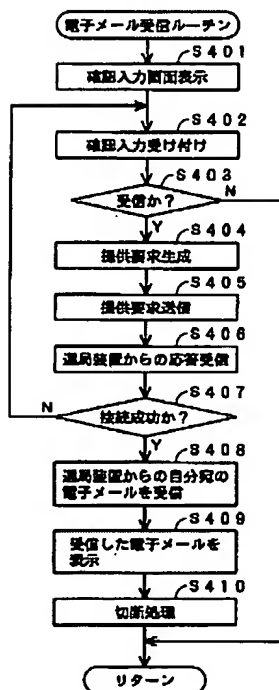 電子メール受信ルーチン
S401
確認入力画面表示
S402
確認入力受け付け
S403
受信か?
N
Y
S404
提供要求生成
S405
提供要求送信
S406
還局装置からの応答受信
S407
N
接続成功か?
Y
S408
還局装置からの自分宛の
電子メールを受信
S409
受信した電子メールを
表示
S410
切断処理
リターン